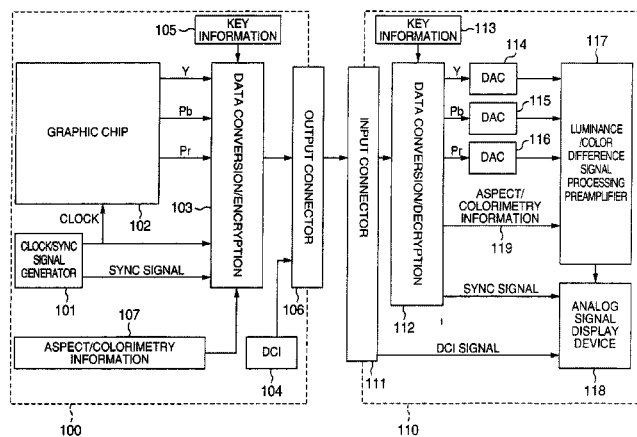 105
KEY
INFORMATION
KEY
INFORMATION
113
114
117
GRAPHIC CHIP
Y
Pb
Pr
CLOCK
102
DATA CONVERSION/ENCRYPTION
103
OUTPUT CONNECTOR
106
INPUT CONNECTOR
111
DATA CONVERSION/DECRYPTION
112
Y
DAC
Pb
DAC
115
Pr
DAC
116
LUMINANCE
/COLOR
DIFFERENCE
SIGNAL
PROCESSING
PREAMPLIFIER
ASPECT/
COLORIMETRY
INFORMATION
119
CLOCK/SYNC
SIGNAL
GENERATOR
101
SYNC SIGNAL
SYNC SIGNAL
107
ASPECT/COLORIMETRY
INFORMATION
DCI
104
DCI SIGNAL
ANALOG
SIGNAL
DISPLAY
DEVICE
118
100
110